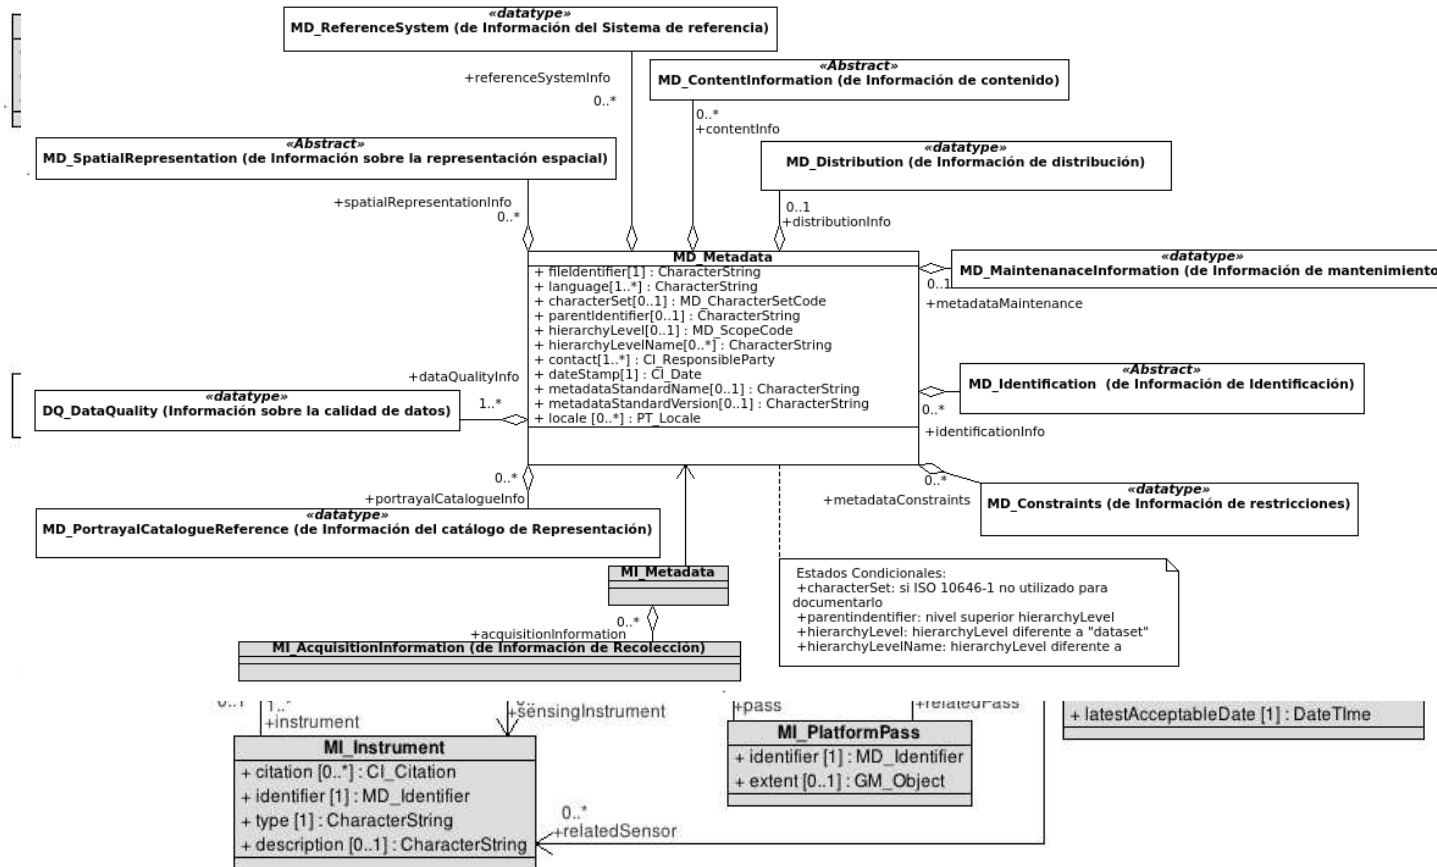 «datatype»
MD_ReferenceSystem (de Información del Sistema de referencia)
+referenceSystemInfo
0..*
«Abstract»
MD_ContentInformation (de Información de contenido)
0..*
+contentInfo
«Abstract»
MD_SpatialRepresentation (de Información sobre la representación espacial)
+spatialRepresentationInfo
0..*
«datatype»
MD_Distribution (de Información de distribución)
0..1
+distributionInfo
MD_Metadata
+ fileIdentifier[1] : CharacterString
+ language[1..*] : CharacterString
+ characterSet[0..1] : MD_CharacterSetCode
+ parentIdentifier[0..1] : CharacterString
+ hierarchyLevel[0..1] : MD_ScopeCode
+ hierarchyLevelName[0..*] : CharacterString
+ contact[1..*] : CI_ResponsibleParty
+ dateStamp[1] : CI_Date
+ metadataStandardName[0..1] : CharacterString
+ metadataStandardVersion[0..1] : CharacterString
+ locale [0..*] : PT_Locale
«datatype»
MD_MaintenanaceInformation (de Información de mantenimiento
0..1
+metadataMaintenance
«Abstract»
MD_Identification (de Información de Identificación)
0..*
+identificationInfo
+dataQualityInfo
«datatype»
DQ_DataQuality (Información sobre la calidad de datos)
1..*
0..*
+portrayalCatalogueInfo
«datatype»
MD_PortrayalCatalogueReference (de Información del catálogo de Representación)
0..*
+metadataConstraints
«datatype»
MD_Constraints (de Información de restricciones)
MI_Metadata
0..*
+acquisitionInformation
MI_AcquisitionInformation (de Información de Recolección)
Estados Condicionales:
+characterSet: si ISO 10646-1 no utilizado para
documentarlo
+parentindentifier: nivel superior hierarchyLevel
+hierarchyLevel: hierarchyLevel diferente a "dataset"
+hierarchyLevelName: hierarchyLevel diferente a
0..1
1..*
+instrument
+sensingInstrument
+pass
+relatedPass
MI_Instrument
+ citation [0..*] : CI_Citation
+ identifier [1] : MD_Identifier
+ type [1] : CharacterString
+ description [0..1] : CharacterString
MI_PlatformPass
+ identifier [1] : MD_Identifier
+ extent [0..1] : GM_Object
0..*
+relatedSensor
+ latestAcceptableDate [1] : DateTIme